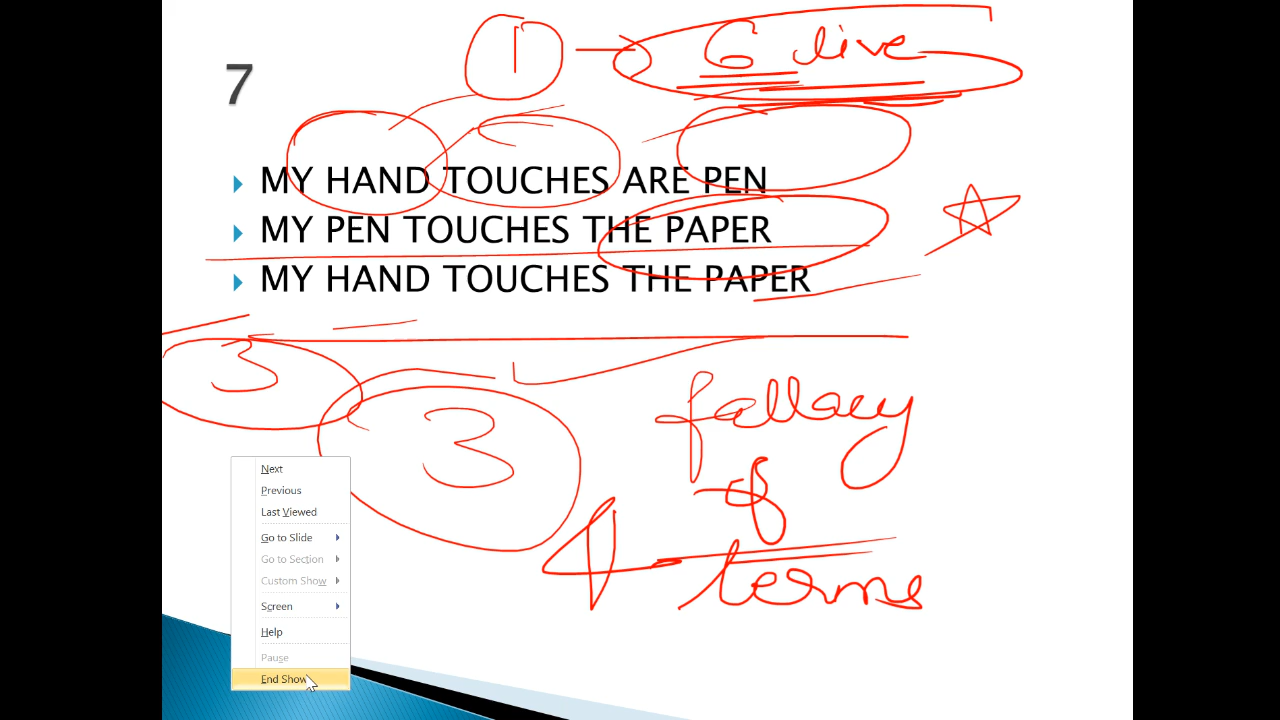 1 — 6 live
7
MY HAND TOUCHES ARE PEN
MY PEN TOUCHES THE PAPER
MY HAND TOUCHES THE PAPER
3
3
fallacy
of
4 - terms
Next
Previous
Last Viewed
Go to Slide
Go to Section
Custom Show
Screen
Help
Pause
End Show